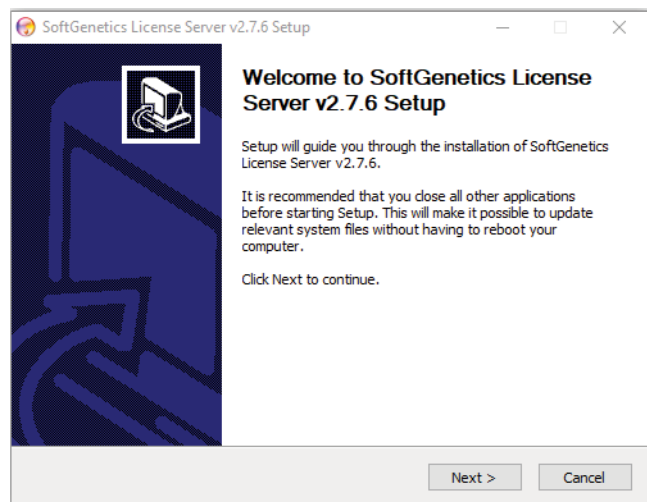 SoftGenetics License Server v2.7.6 Setup
Welcome to SoftGenetics License
Server v2.7.6 Setup
Setup will guide you through the installation of SoftGenetics
License Server v2.7.6.
It is recommended that you close all other applications
before starting Setup. This will make it possible to update
relevant system files without having to reboot your
computer.
Click Next to continue.
Next >
Cancel